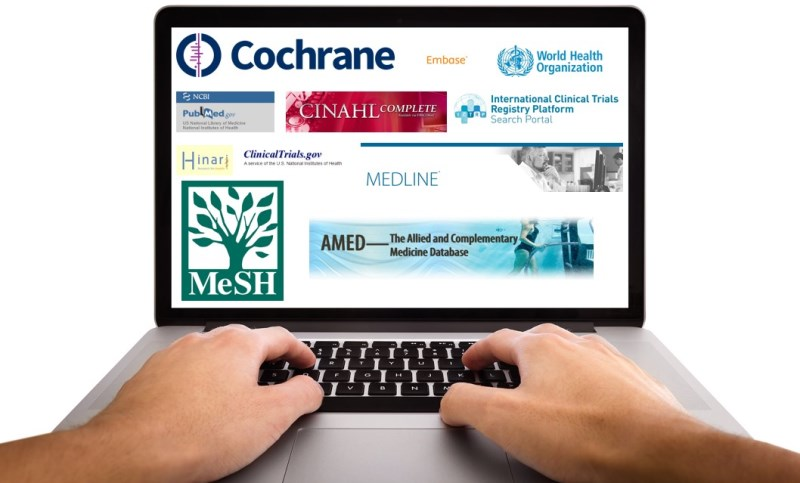 Cochrane
Embase®
World Health
Organization
NCBI
PubMed.gov
US National Library of Medicine
National Institutes of Health
CINAHL COMPLETE
International Clinical Trials
Registry Platform
Search Portal
Hinari
ClinicalTrials.gov
A service of the U.S. National Institutes of Health
MEDLINE®
MeSH
AMED—The Allied and Complementary
Medicine Database